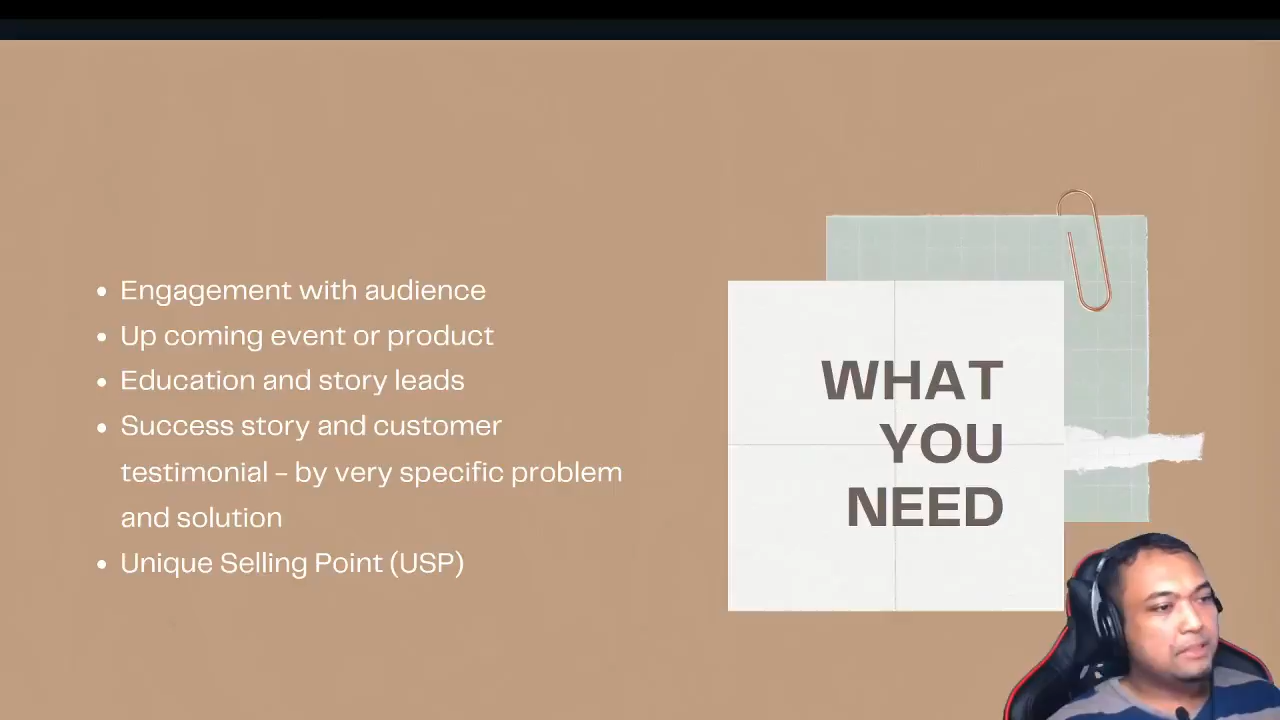 Engagement with audience
Up coming event or product
Education and story leads
Success story and customer
testimonial - by very specific problem
and solution
Unique Selling Point (USP)
WHAT
YOU
NEED